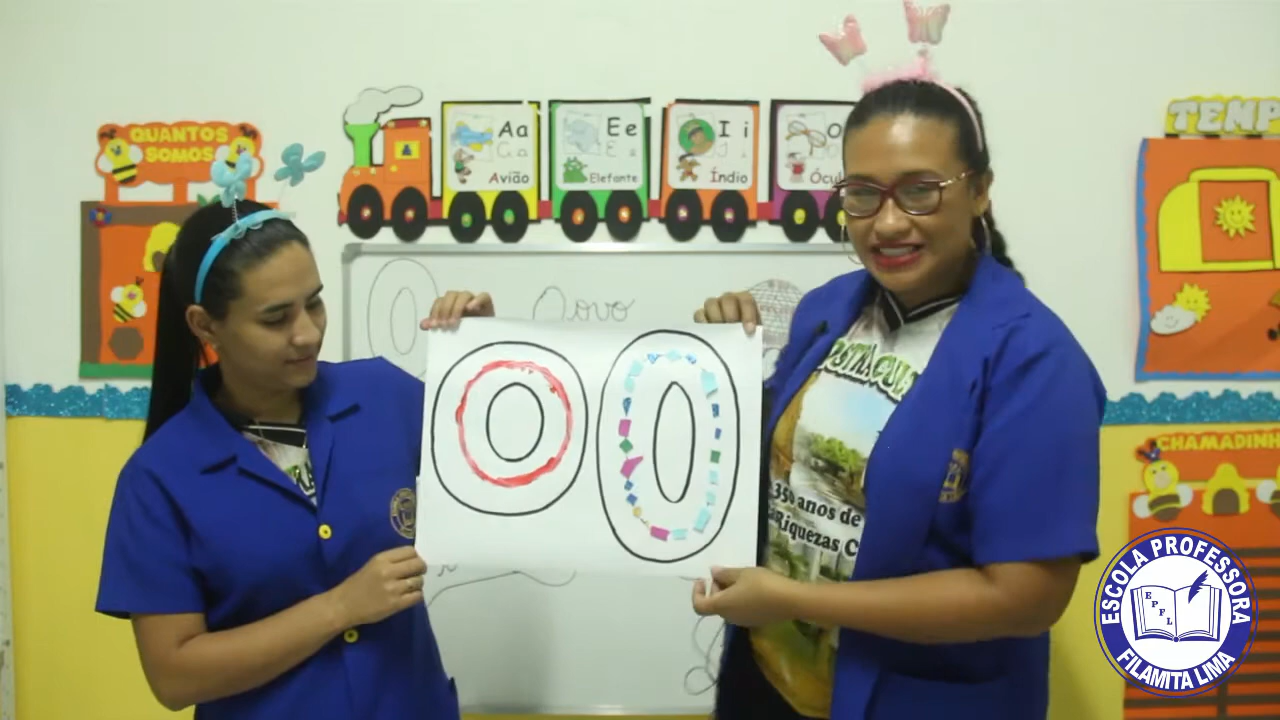 QUANTOS
SOMOS
Aa
Avião
Ee
Elefante
I i
Índio
O
TEMP
ovo
OO
350 anos de
Riquezas C
CHAMADINH
ESCOLA PROFESSORA
EPFL
FILAMITA LIMA